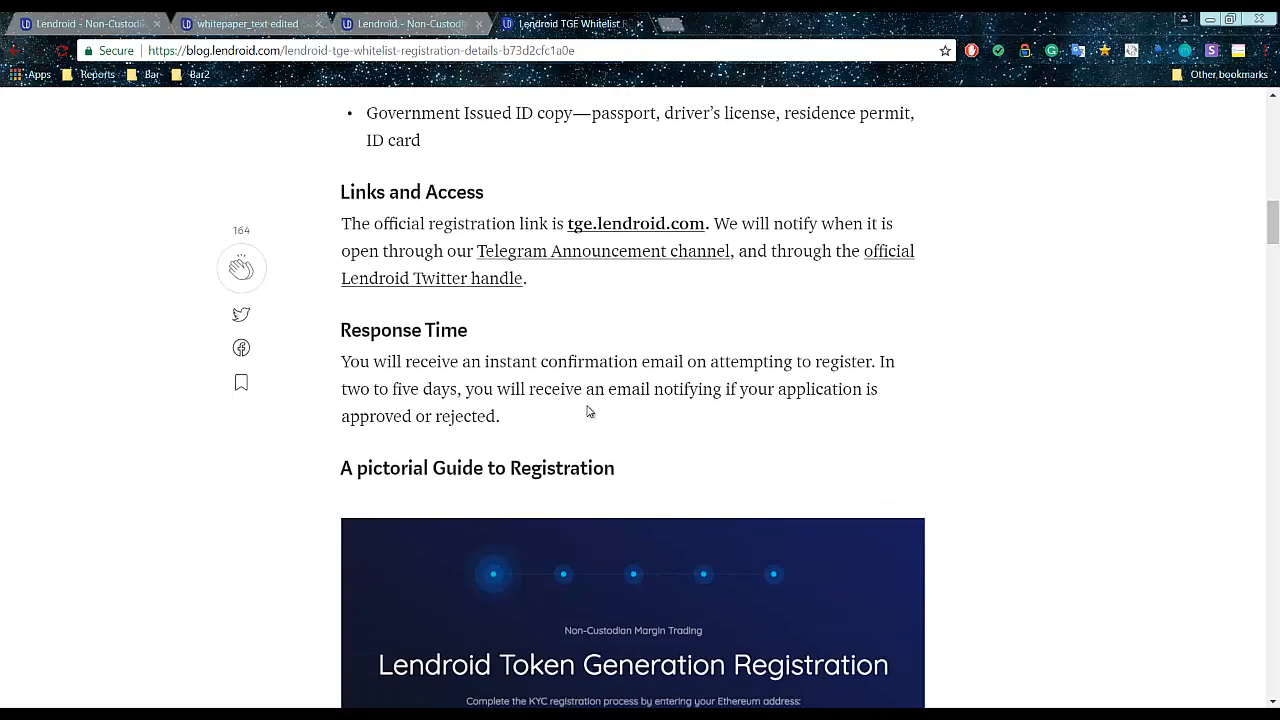 Lendroid - Non-Custodi
whitepaper_text edited
Lendroid - Non-Custodi
Lendroid TGE Whitelist
Secure
https://blog.lendroid.com/lendroid-tge-whitelist-registration-details-b73d2cfc1a0e
Apps
Reports
Bar
Bar2
Other bookmarks
• Government Issued ID copy—passport, driver’s license, residence permit,
ID card
Links and Access
The official registration link is tge.lendroid.com. We will notify when it is
open through our Telegram Announcement channel, and through the official
Lendroid Twitter handle.
164
Response Time
You will receive an instant confirmation email on attempting to register. In
two to five days, you will receive an email notifying if your application is
approved or rejected.
A pictorial Guide to Registration
Non-Custodian Margin Trading
Lendroid Token Generation Registration
Complete the KYC registration process by entering your Ethereum address: